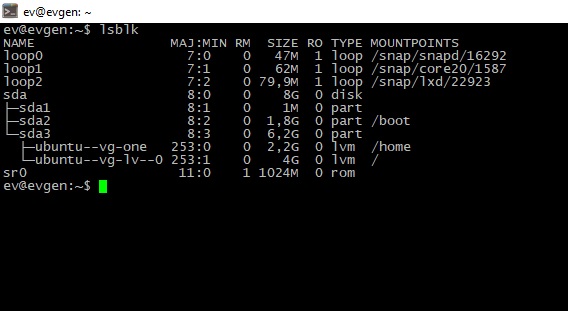 ev@evgen: ~
ev@evgen:~$ lsblk
NAME                 MAJ:MIN RM   SIZE RO TYPE MOUNTPOINTS
loop0                  7:0    0    47M  1 loop /snap/snapd/16292
loop1                  7:1    0    62M  1 loop /snap/core20/1587
loop2                  7:2    0  79,9M  1 loop /snap/lxd/22923
sda                    8:0    0     8G  0 disk
├─sda1                 8:1    0     1M  0 part
├─sda2                 8:2    0   1,8G  0 part /boot
└─sda3                 8:3    0   6,2G  0 part
  ├─ubuntu--vg-one   253:0    0   2,2G  0 lvm  /home
  └─ubuntu--vg-lv--0 253:1    0     4G  0 lvm  /
sr0                   11:0    1  1024M  0 rom
ev@evgen:~$